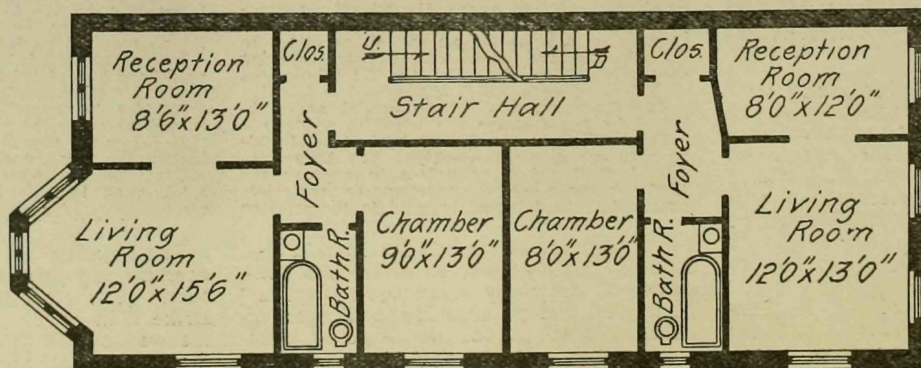 Reception
Room
8'6"x13'0"
Clos.
U.
D
Clos.
Reception
Room
8'0"x12'0"
Stair Hall
Foyer
Foyer
Living
Room
12'0"x15'6"
Bath R.
Chamber
9'0"x13'0"
Chamber
8'0"x13'0"
Bath R.
Living
Room
12'0"x13'0"